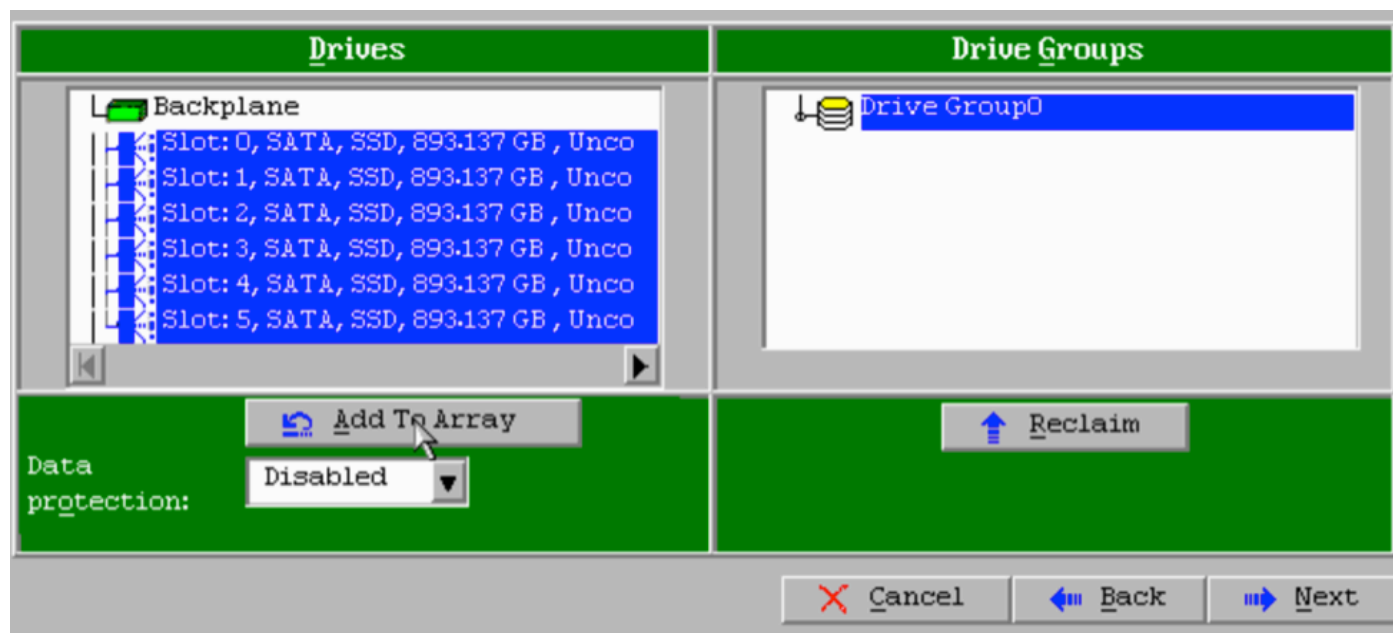 Drives
Drive Groups
Backplane
Slot: 0, SATA, SSD, 893.137 GB , Unco
Slot: 1, SATA, SSD, 893.137 GB , Unco
Slot: 2, SATA, SSD, 893.137 GB , Unco
Slot: 3, SATA, SSD, 893.137 GB , Unco
Slot: 4, SATA, SSD, 893.137 GB , Unco
Slot: 5, SATA, SSD, 893.137 GB , Unco
Drive Group0
Add To Array
Data
protection:
Disabled
Reclaim
Cancel
Back
Next